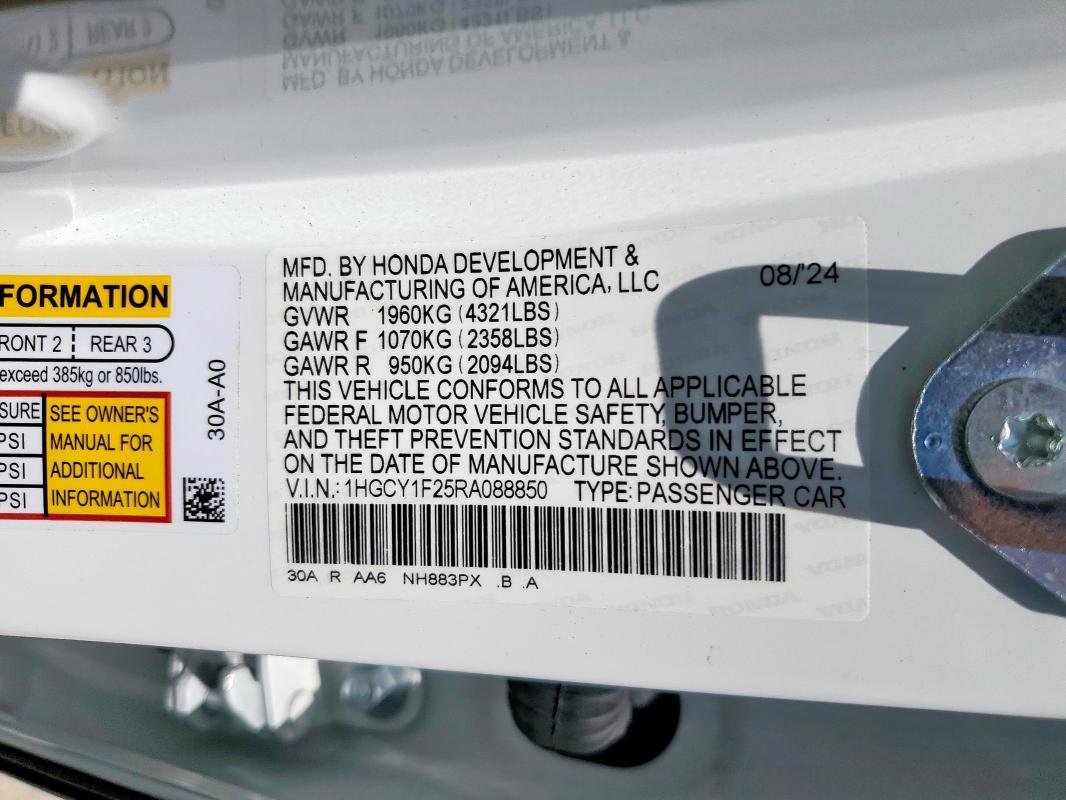 FORMATION
RONT 2 REAR 3
exceed 385kg or 850lbs.
SURE
PSI
PSI
PSI
SEE OWNER'S
MANUAL FOR
ADDITIONAL
INFORMATION
30A-A0
MFD. BY HONDA DEVELOPMENT &
MANUFACTURING OF AMERICA, LLC
08/'24
GVWR 1960KG (4321LBS)
GAWR F 1070KG (2358LBS)
GAWR R 950KG (2094LBS)
THIS VEHICLE CONFORMS TO ALL APPLICABLE
FEDERAL MOTOR VEHICLE SAFETY, BUMPER,
AND THEFT PREVENTION STANDARDS IN EFFECT
ON THE DATE OF MANUFACTURE SHOWN ABOVE.
V.I.N.: 1HGCY1F25RA088850 TYPE: PASSENGER CAR
30A R AA6 NH883PX .B .A